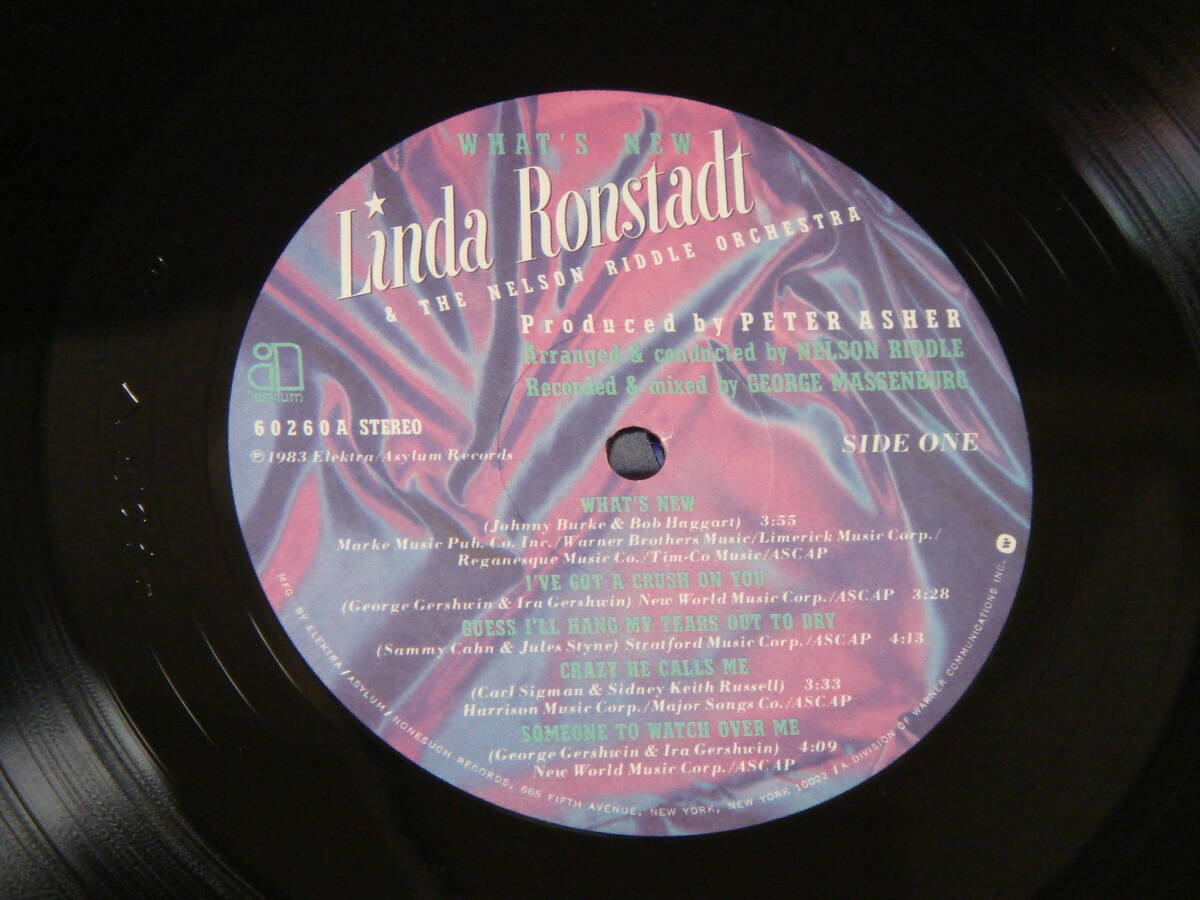 WHAT'S NEW
Linda Ronstadt
& THE NELSON RIDDLE ORCHESTRA
Produced by PETER ASHER
Arranged & conducted by NELSON RIDDLE
Recorded & mixed by GEORGE MASSENBURG
asylum
60260A STEREO
℗1983 Elektra/Asylum Records
SIDE ONE
WHAT'S NEW
(Johnny Burke & Bob Haggart) 3:55
Marke Music Pub. Co. Inc./Warner Brothers Music/Limerick Music Corp./
Reganesque Music Co./Tim-Co Music/ASCAP
I'VE GOT A CRUSH ON YOU
(George Gershwin & Ira Gershwin) New World Music Corp./ASCAP 3:28
GUESS I'LL HANG MY TEARS OUT TO DRY
(Sammy Cahn & Jules Styne) Stratford Music Corp./ASCAP 4:13
CRAZY HE CALLS ME
(Carl Sigman & Sidney Keith Russell) 3:33
Harrison Music Corp./Major Songs Co./ASCAP
SOMEONE TO WATCH OVER ME
(George Gershwin & Ira Gershwin) 4:09
New World Music Corp./ASCAP
MFG. BY ELEKTRA/ASYLUM/NONESUCH RECORDS, 665 FIFTH AVENUE, NEW YORK, NEW YORK 10022 / A DIVISION OF WARNER COMMUNICATIONS INC.